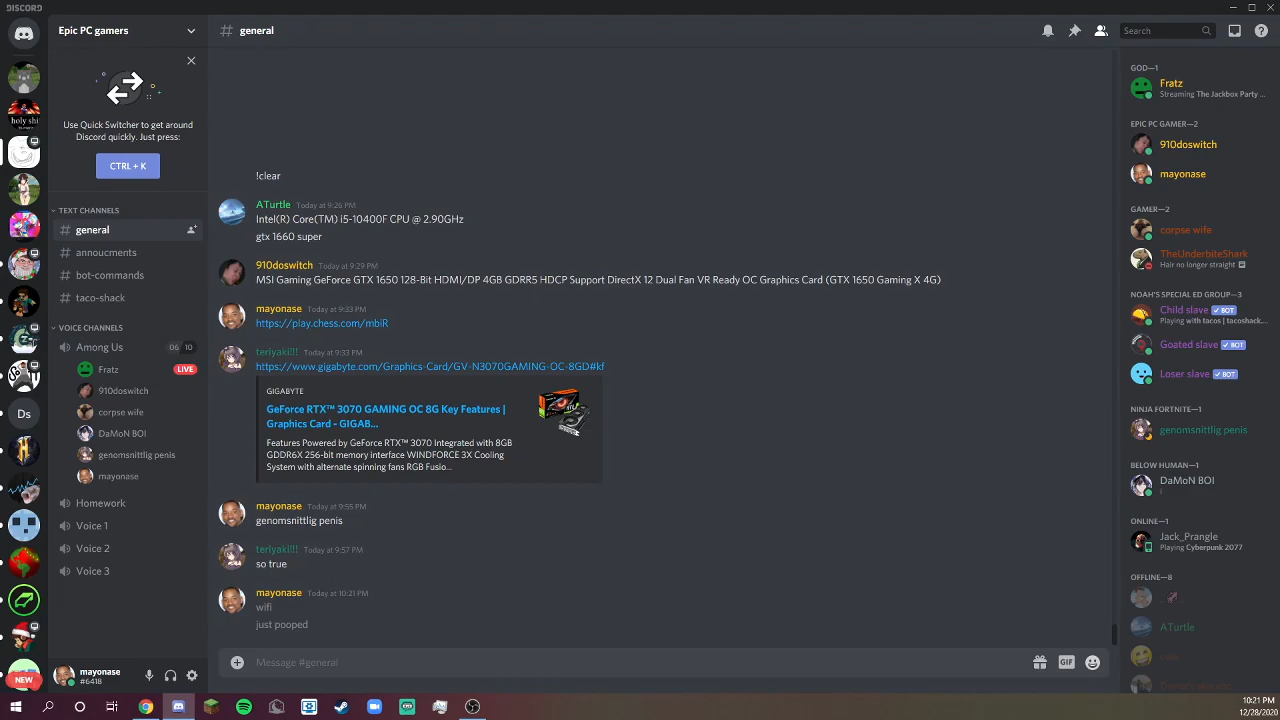 DISCORD
Epic PC gamers
# general
Search
holy shit
Use Quick Switcher to get around
Discord quickly. Just press:
CTRL + K
TEXT CHANNELS
# general
# annoucments
# bot-commands
# taco-shack
VOICE CHANNELS
Among Us 06 10
Fratz LIVE
910doswitch
corpse wife
DaMoN BOI
genomsnittlig penis
mayonase
Homework
Voice 1
Voice 2
Voice 3
Ds
NEW
mayonase
#6418
!clear
ATurtle Today at 9:26 PM
Intel(R) Core(TM) i5-10400F CPU @ 2.90GHz
gtx 1660 super
910doswitch Today at 9:29 PM
MSI Gaming GeForce GTX 1650 128-Bit HDMI/DP 4GB GDRR5 HDCP Support DirectX 12 Dual Fan VR Ready OC Graphics Card (GTX 1650 Gaming X 4G)
mayonase Today at 9:33 PM
https://play.chess.com/mbiR
teriyaki!!! Today at 9:33 PM
https://www.gigabyte.com/Graphics-Card/GV-N3070GAMING-OC-8GD#kf
GIGABYTE
GeForce RTX™ 3070 GAMING OC 8G Key Features |
Graphics Card - GIGAB...
Features Powered by GeForce RTX™ 3070 Integrated with 8GB
GDDR6X 256-bit memory interface WINDFORCE 3X Cooling
System with alternate spinning fans RGB Fusio...
mayonase Today at 9:55 PM
genomsnittlig penis
teriyaki!!! Today at 9:57 PM
so true
mayonase Today at 10:21 PM
wifi
just pooped
Message #general
GIF
GOD—1
Fratz
Streaming The Jackbox Party ...
EPIC PC GAMER—2
910doswitch
mayonase
GAMER—2
corpse wife
TheUnderbiteShark
Hair no longer straight
NOAH'S SPECIAL ED GROUP—3
Child slave BOT
Playing with tacos | tacoshack...
Goated slave BOT
Loser slave BOT
NINJA FORTNITE—1
genomsnittlig penis
BELOW HUMAN—1
DaMoN BOI
ONLINE—1
Jack_Prangle
Playing Cyberpunk 2077
OFFLINE—8
ATurtle
10:21 PM
12/28/2020